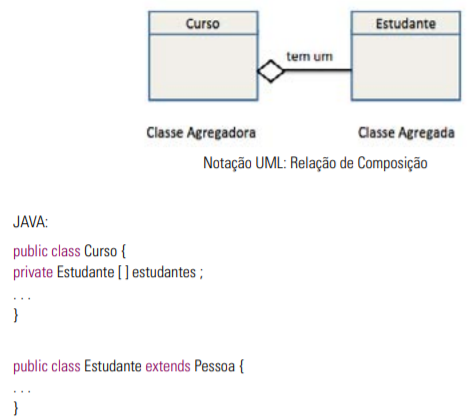 Curso
Estudante
tem um
Classe Agregadora
Classe Agregada
Notação UML: Relação de Composição
JAVA:
public class Curso {
private Estudante [ ] estudantes ;
. . .
}
public class Estudante extends Pessoa {
. . .
}